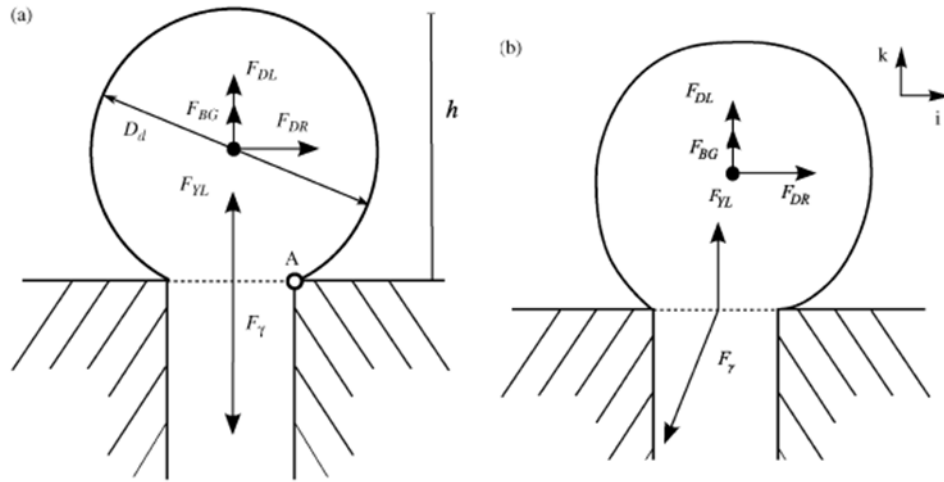 (a)
F_DL
F_BG
F_DR
D_d
h
F_YL
A
F_γ
(b)
k
F_DL
i
F_BG
F_YL
F_DR
F_γ